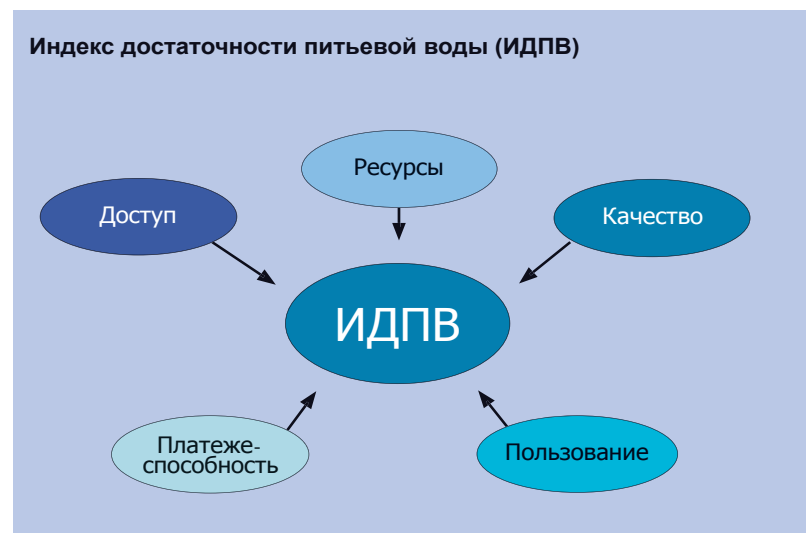 Индекс достаточности питьевой воды (ИДПВ)
Ресурсы
Доступ
Качество
ИДПВ
Платеже-
способность
Пользование